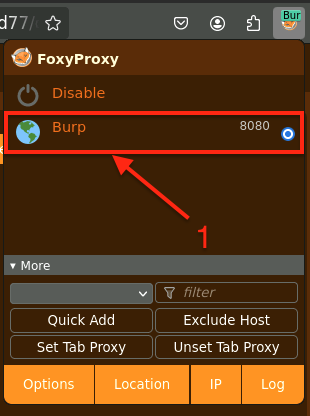 d77/
Bur
FoxyProxy
Disable
Burp 8080
1
▾ More
filter
Quick Add Exclude Host
Set Tab Proxy Unset Tab Proxy
Options Location IP Log